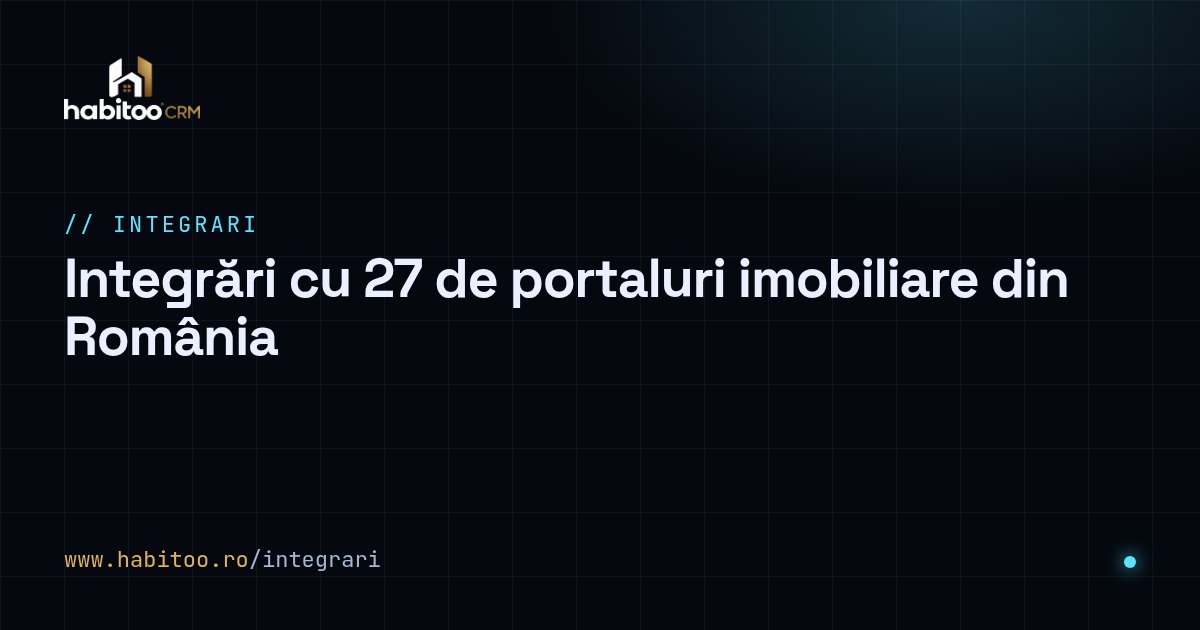 habitoo CRM
// INTEGRARI
Integrări cu 27 de portaluri imobiliare din
România
www.habitoo.ro/integrari